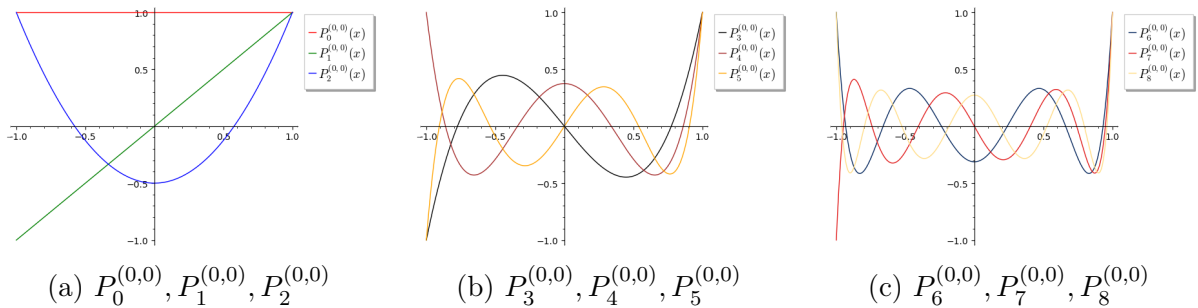 1.0
0.5
−0.5
−1.0
−1.0
−0.5
0.5
1.0
P_0^{(0,0)}(x)
P_1^{(0,0)}(x)
P_2^{(0,0)}(x)
(a) P_0^{(0,0)}, P_1^{(0,0)}, P_2^{(0,0)}
1.0
0.5
−0.5
−1.0
−1.0
−0.5
0.5
1.0
P_3^{(0,0)}(x)
P_4^{(0,0)}(x)
P_5^{(0,0)}(x)
(b) P_3^{(0,0)}, P_4^{(0,0)}, P_5^{(0,0)}
1.0
0.5
−0.5
−1.0
−1.0
−0.5
0.5
1.0
P_6^{(0,0)}(x)
P_7^{(0,0)}(x)
P_8^{(0,0)}(x)
(c) P_6^{(0,0)}, P_7^{(0,0)}, P_8^{(0,0)}